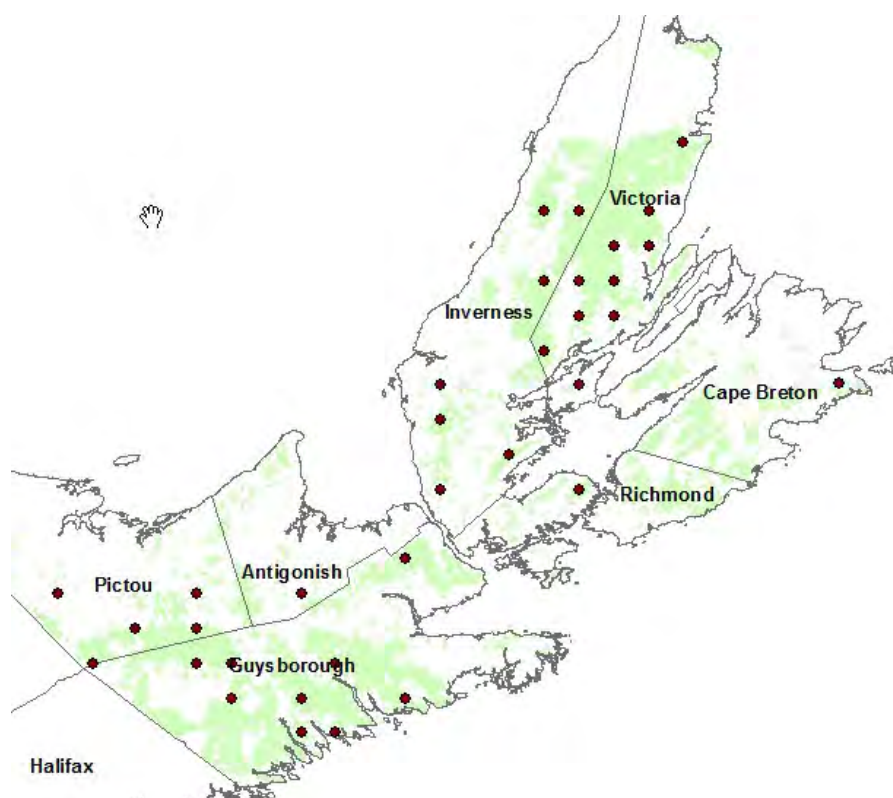 Victoria
Inverness
Cape Breton
Richmond
Antigonish
Pictou
Guysborough
Halifax